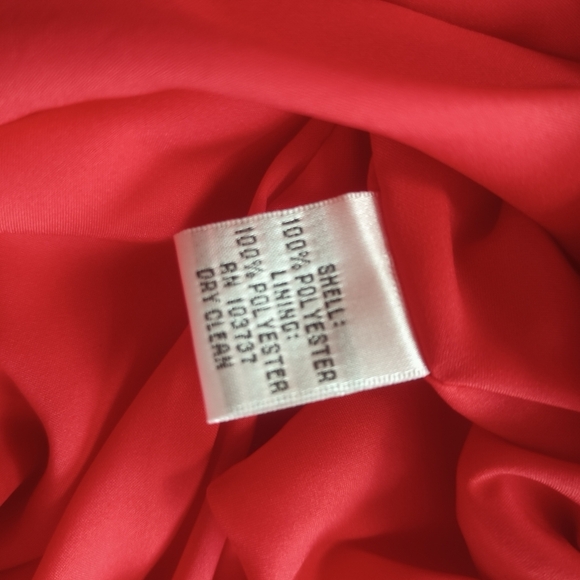 SHELL:
100% POLYESTER
LINING:
100% POLYESTER
RN 103737
DRY CLEAN